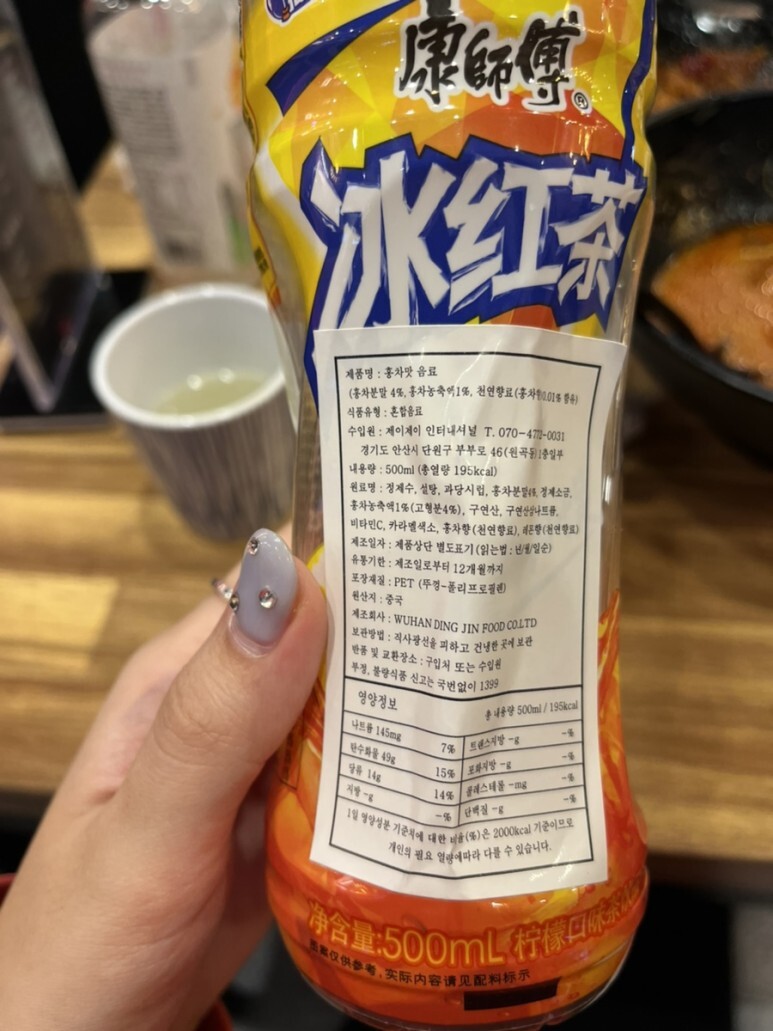 康師傅®
冰红茶
제품명 : 홍차맛 음료
(홍차분말 4%, 홍차농축액1%, 천연향료(홍차향0.01% 함유)
식품유형 : 혼합음료
수입원 : 제이제이 인터내셔널 T. 070-4772-0031
경기도 안산시 단원구 부부로 46(원곡동)1층일부
내용량 : 500ml (총열량 195kcal)
원료명 : 정제수, 설탕, 과당시럽, 홍차분말4%, 정제소금,
홍차농축액1%(고형분4%), 구연산, 구연산삼나트륨,
비타민C, 카라멜색소, 홍차향(천연향료), 레몬향(천연향료)
제조일자 : 제품상단 별도표기 (읽는법 : 년/월/일순)
유통기한 : 제조일로부터 12개월까지
포장재질 : PET (뚜껑-폴리프로필렌)
원산지 : 중국
제조회사 : WUHAN DING JIN FOOD CO.LTD
보관방법 : 직사광선을 피하고 건냉한 곳에 보관
반품 및 교환장소 : 구입처 또는 수입원
부정, 불량식품 신고는 국번없이 1399
영양정보 총 내용량 500ml / 195kcal
나트륨 145mg 7% 트랜스지방 -g -%
탄수화물 49g 15% 포화지방 -g -%
당류 14g 14% 콜레스테롤 -mg -%
지방 -g -% 단백질 -g -%
1일 영양성분 기준치에 대한 비율(%)은 2000kcal 기준이므로
개인의 필요 열량에따라 다를 수 있습니다.
净含量:500mL 柠檬口味茶
图案仅供参考,实际内容请见配料标示